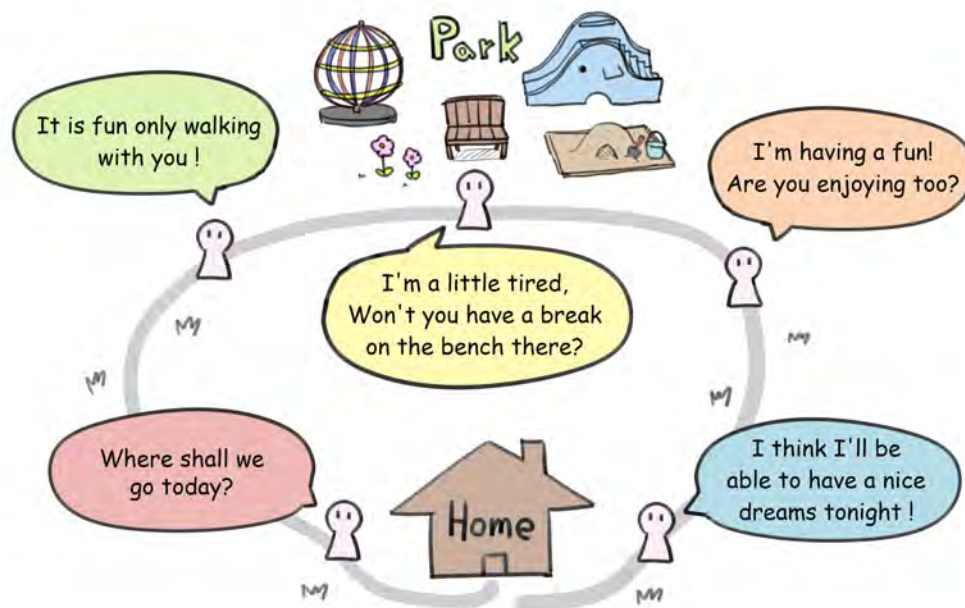 Park
It is fun only walking
with you !
I'm having a fun!
Are you enjoying too?
I'm a little tired,
Won't you have a break
on the bench there?
Where shall we
go today?
I think I'll be
able to have a nice
dreams tonight !
Home